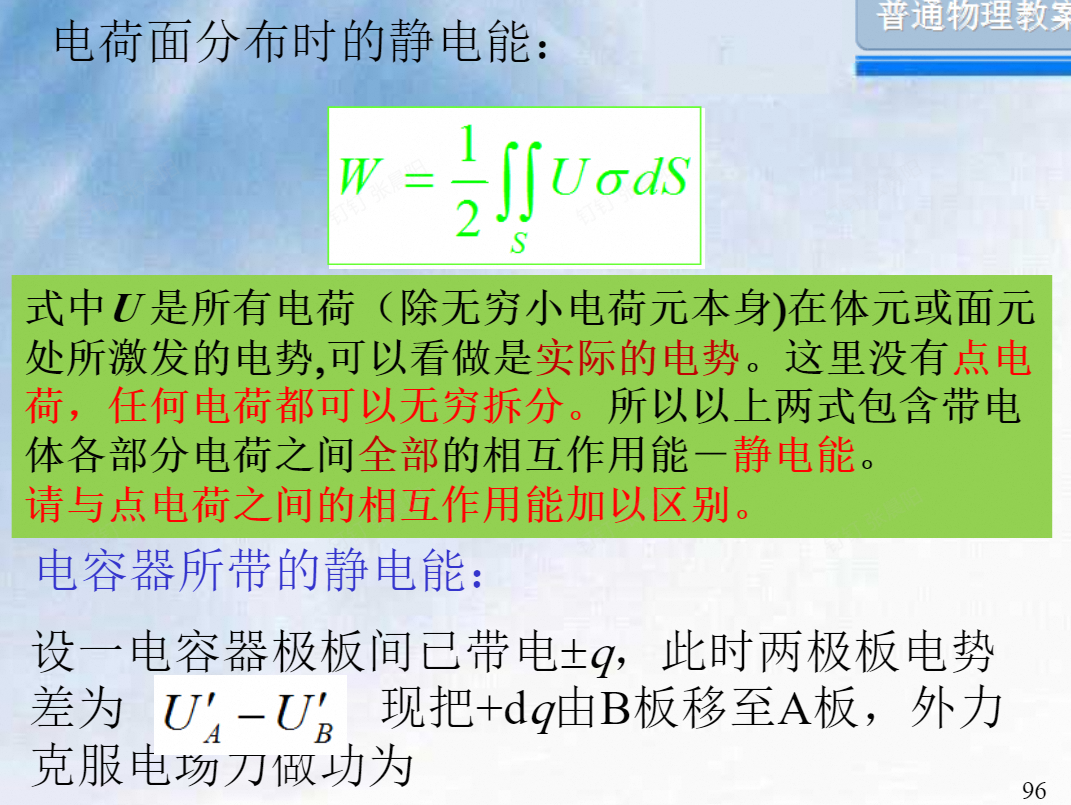 普通物理教案
电荷面分布时的静电能：
W = \frac{1}{2} \iint_S U σ dS
式中U是所有电荷（除无穷小电荷元本身)在体元或面元
处所激发的电势,可以看做是实际的电势。这里没有点电
荷，任何电荷都可以无穷拆分。所以以上两式包含带电
体各部分电荷之间全部的相互作用能－静电能。
请与点电荷之间的相互作用能加以区别。
电容器所带的静电能：
设一电容器极板间已带电±q，此时两极板电势
差为 U'_A − U'_B 现把+dq由B板移至A板，外力
克服电场力做功为
96